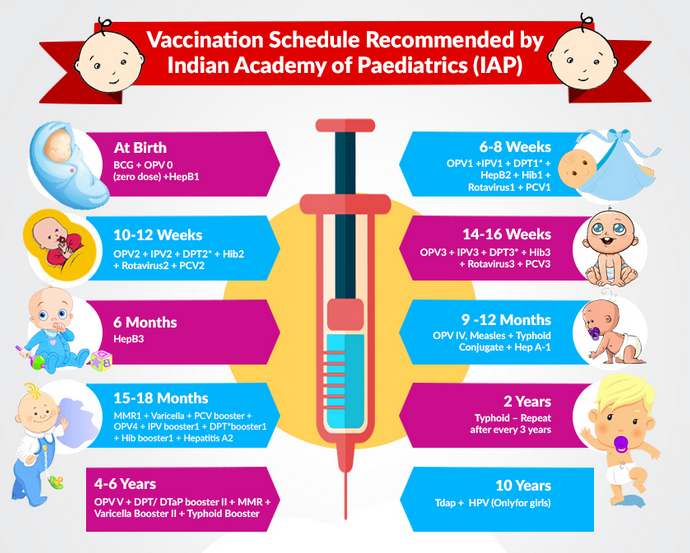 Vaccination Schedule Recommended by
Indian Academy of Paediatrics (IAP)
At Birth
BCG + OPV 0
(zero dose) +HepB1
6-8 Weeks
OPV1 +IPV1 + DPT1* +
HepB2 + Hib1 +
Rotavirus1 + PCV1
10-12 Weeks
OPV2 + IPV2 + DPT2* + Hib2
+ Rotavirus2 + PCV2
14-16 Weeks
OPV3 + IPV3 + DPT3* + Hib3
+ Rotavirus3 + PCV3
6 Months
HepB3
9 -12 Months
OPV IV, Measles + Typhoid
Conjugate + Hep A-1
15-18 Months
MMR1 + Varicella + PCV booster +
OPV4 + IPV booster1 + DPT*booster1
+ Hib booster1 + Hepatitis A2
2 Years
Typhoid – Repeat
after every 3 years
4-6 Years
OPV V + DPT/ DTaP booster II + MMR +
Varicella Booster II + Typhoid Booster
10 Years
Tdap + HPV (Onlyfor girls)